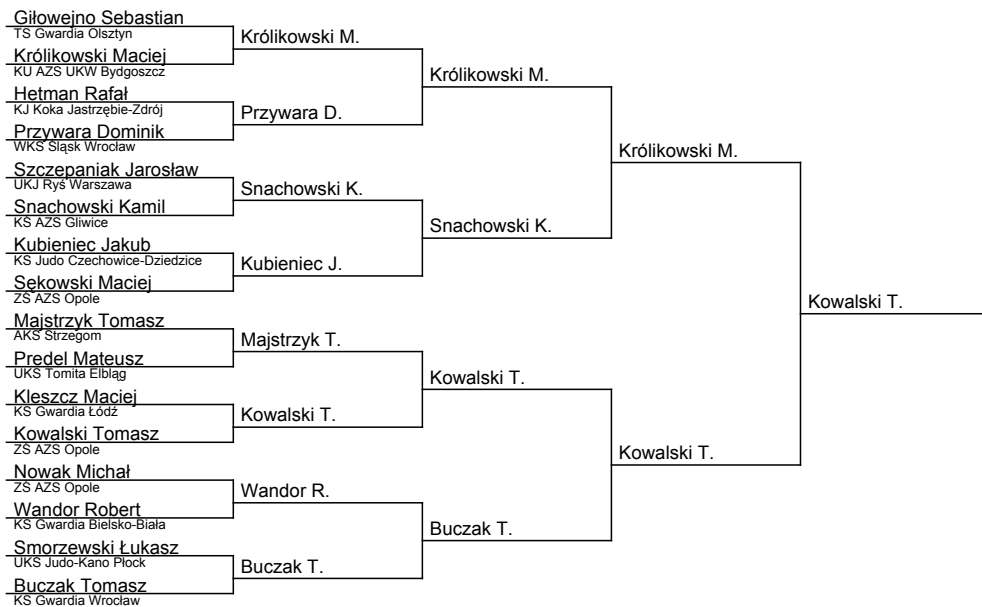 Giłowejno Sebastian
TS Gwardia Olsztyn
Królikowski Maciej
KU AZS UKW Bydgoszcz
Hetman Rafał
KJ Koka Jastrzębie-Zdrój
Przywara Dominik
WKS Śląsk Wrocław
Szczepaniak Jarosław
UKJ Ryś Warszawa
Snachowski Kamil
KŚ AZS Gliwice
Kubieniec Jakub
KS Judo Czechowice-Dziedzice
Sękowski Maciej
ZŚ AZS Opole
Majstrzyk Tomasz
AKS Strzegom
Predel Mateusz
UKS Tomita Elbląg
Kleszcz Maciej
KS Gwardia Łódź
Kowalski Tomasz
ZŚ AZS Opole
Nowak Michał
ZŚ AZS Opole
Wandor Robert
KS Gwardia Bielsko-Biała
Smorzewski Łukasz
UKS Judo-Kano Płock
Buczak Tomasz
KS Gwardia Wrocław
Królikowski M.
Przywara D.
Snachowski K.
Kubieniec J.
Majstrzyk T.
Kowalski T.
Wandor R.
Buczak T.
Królikowski M.
Snachowski K.
Kowalski T.
Buczak T.
Królikowski M.
Kowalski T.
Kowalski T.